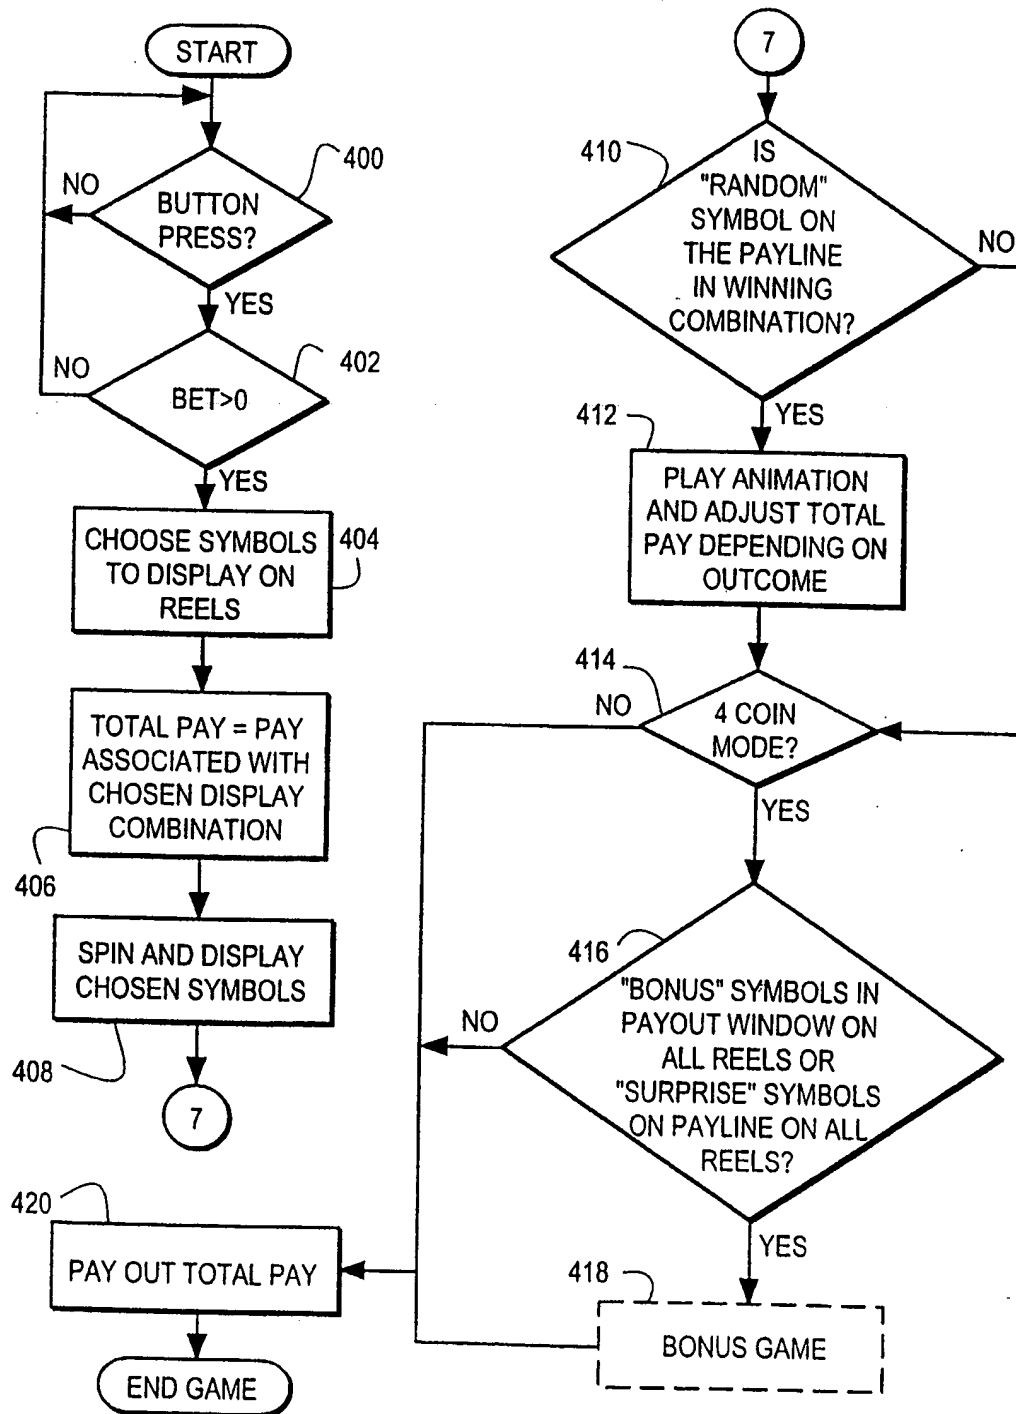 START
400
NO
BUTTON
PRESS?
YES
402
NO
BET>0
YES
CHOOSE SYMBOLS
TO DISPLAY ON
REELS
404
TOTAL PAY = PAY
ASSOCIATED WITH
CHOSEN DISPLAY
COMBINATION
406
SPIN AND DISPLAY
CHOSEN SYMBOLS
408
7
7
410
IS
"RANDOM"
SYMBOL ON
THE PAYLINE
IN WINNING
COMBINATION?
NO
YES
412
PLAY ANIMATION
AND ADJUST TOTAL
PAY DEPENDING ON
OUTCOME
414
NO
4 COIN
MODE?
YES
416
NO
"BONUS" SYMBOLS IN
PAYOUT WINDOW ON
ALL REELS OR
"SURPRISE" SYMBOLS
ON PAYLINE ON ALL
REELS?
YES
418
BONUS GAME
420
PAY OUT TOTAL PAY
END GAME